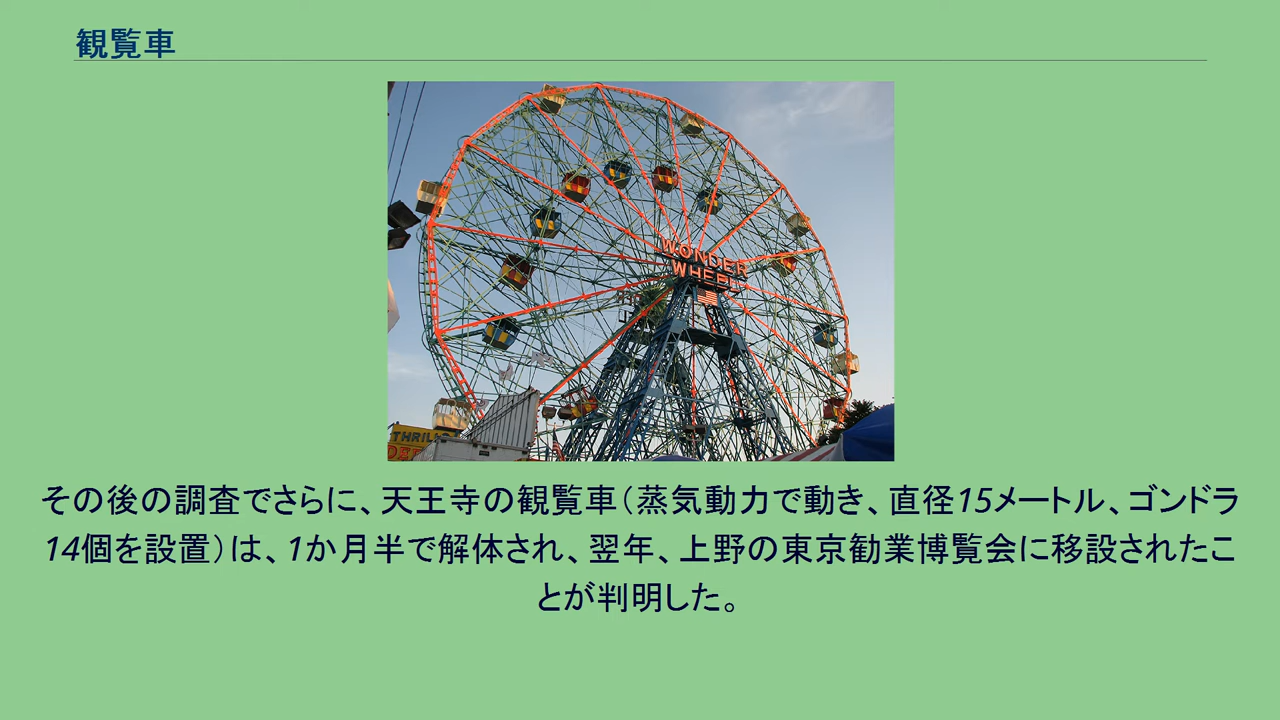 観覧車
WONDER
WHEEL
THRILL
その後の調査でさらに、天王寺の観覧車（蒸気動力で動き、直径15メートル、ゴンドラ
14個を設置）は、1か月半で解体され、翌年、上野の東京勧業博覧会に移設されたこ
とが判明した。